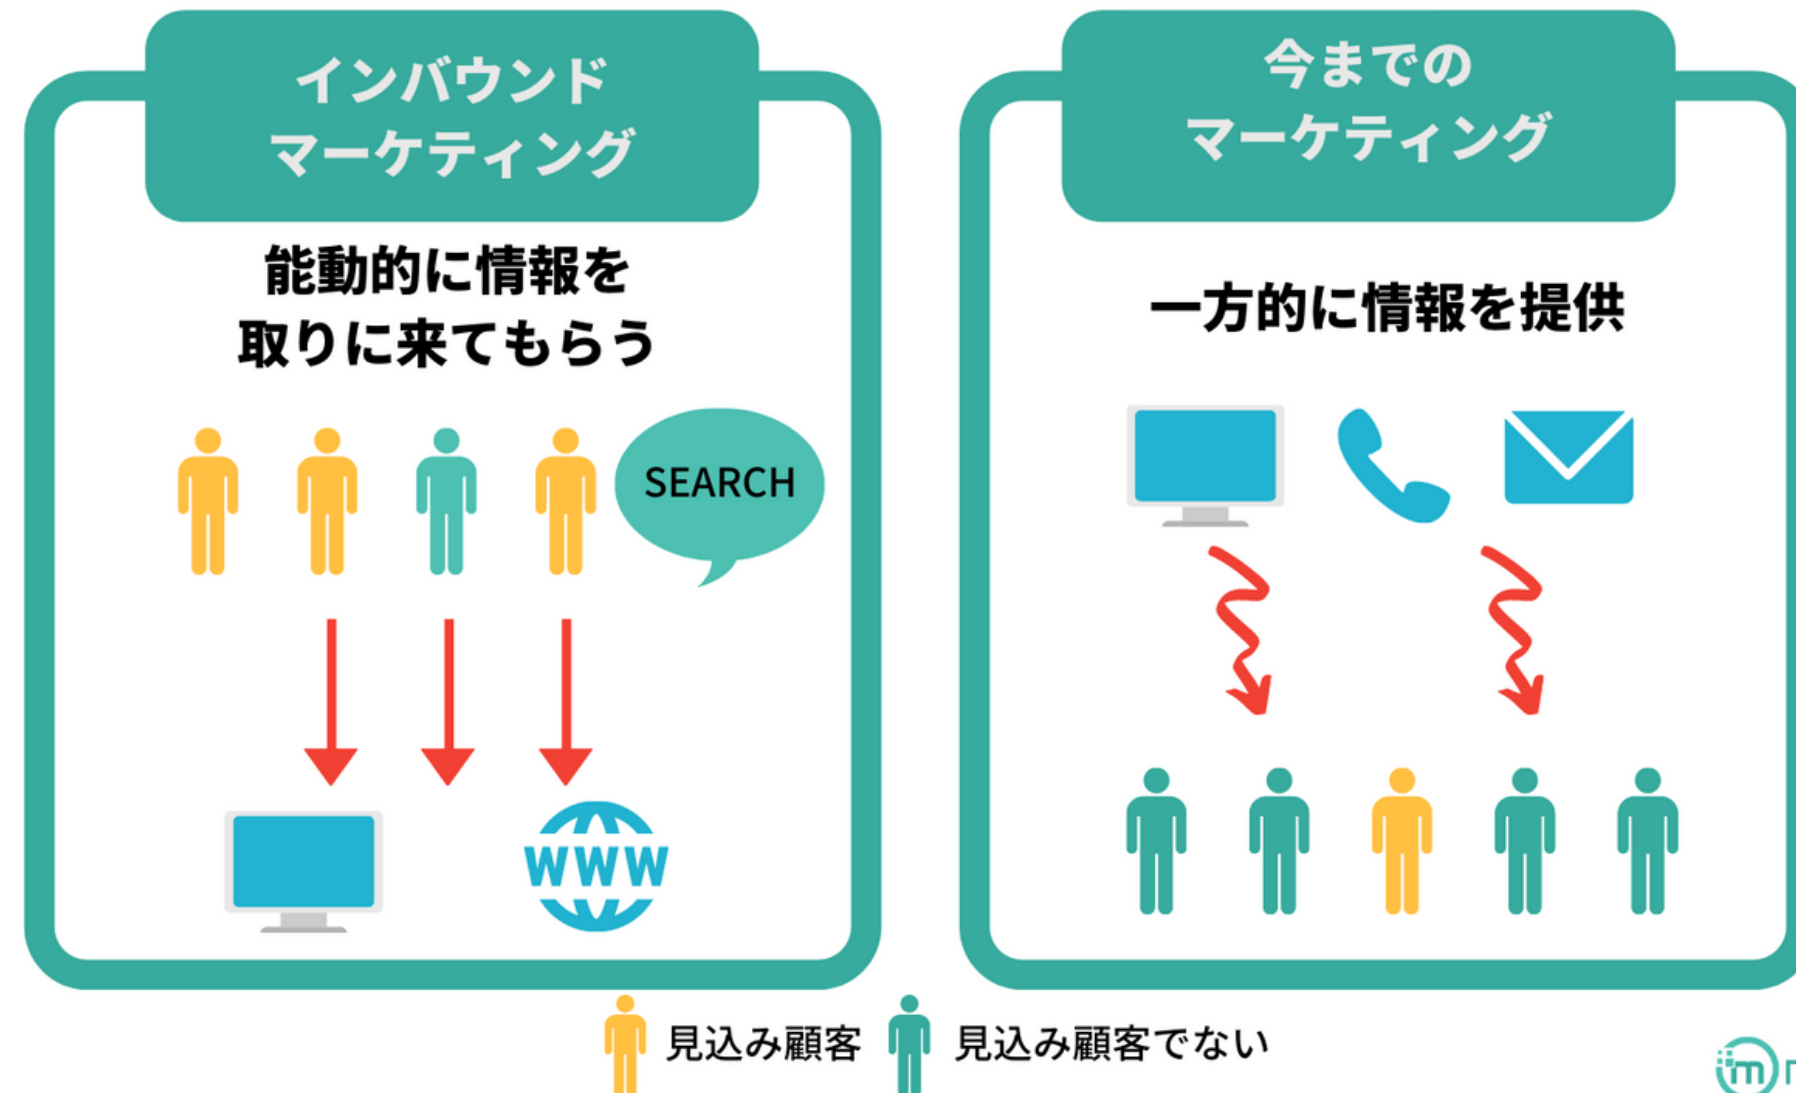 インバウンド
マーケティング
能動的に情報を
取りに来てもらう
SEARCH
WWW
今までの
マーケティング
一方的に情報を提供
見込み顧客
見込み顧客でない
m